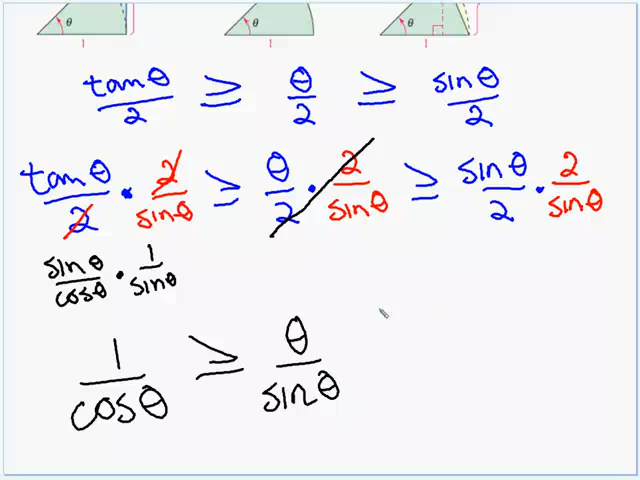 θ 1 θ 1 θ 1
tanθ/2 ≥ θ/2 ≥ sinθ/2
tanθ/2 · 2/sinθ ≥ θ/2 · 2/sinθ ≥ sinθ/2 · 2/sinθ
sinθ/cosθ · 1/sinθ
1/cosθ ≥ θ/sinθ